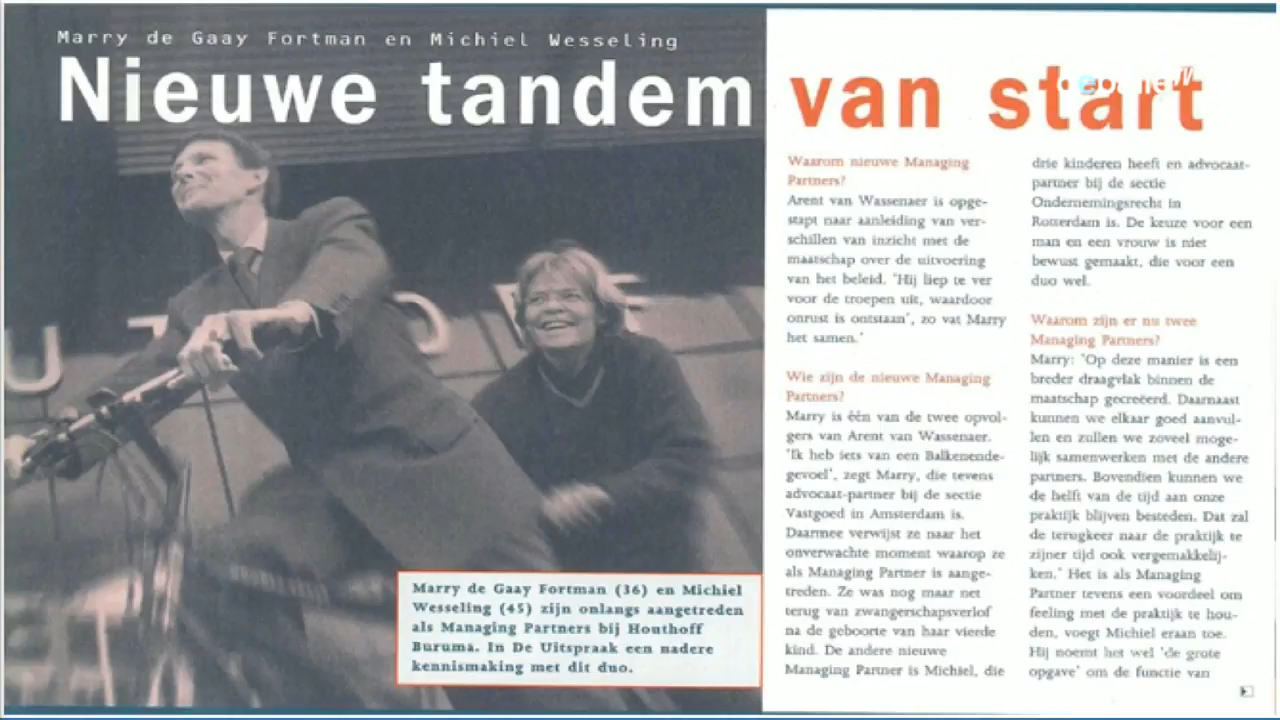 Marry de Gaay Fortman en Michiel Wesseling
Nieuwe tandem van start
Waarom nieuwe Managing
Partners?
Arent van Wassenaer is opge-
stapt naar aanleiding van ver-
schillen van inzicht met de
maatschap over de uitvoering
van het beleid. 'Hij liep te ver
voor de troepen uit, waardoor
onrust is ontstaan', zo vat Marry
het samen.'
Wie zijn de nieuwe Managing
Partners?
Marry is één van de twee opvol-
gers van Arent van Wassenaer.
'Ik heb iets van een Balkenende-
gevoel', zegt Marry, die tevens
advocaat-partner bij de sectie
Vastgoed in Amsterdam is.
Daarmee verwijst ze naar het
onverwachte moment waarop ze
als Managing Partner is aange-
treden. Ze was nog maar net
terug van zwangerschapsverlof
na de geboorte van haar vierde
kind. De andere nieuwe
Managing Partner is Michiel, die
drie kinderen heeft en advocaat-
partner bij de sectie
Ondernemingsrecht in
Rotterdam is. De keuze voor een
man en een vrouw is niet
bewust gemaakt, die voor een
duo wel.
Waarom zijn er nu twee
Managing Partners?
Marry: 'Op deze manier is een
breder draagvlak binnen de
maatschap gecreëerd. Daarnaast
kunnen we elkaar goed aanvul-
len en zullen we zoveel moge-
lijk samenwerken met de andere
partners. Bovendien kunnen we
de helft van de tijd aan onze
praktijk blijven besteden. Dat zal
de terugkeer naar de praktijk te
zijner tijd ook vergemakkelij-
ken.' Het is als Managing
Partner tevens een voordeel om
feeling met de praktijk te hou-
den, voegt Michiel eraan toe.
Hij noemt het wel 'de grote
opgave' om de functie van
Marry de Gaay Fortman (36) en Michiel
Wesseling (45) zijn onlangs aangetreden
als Managing Partners bij Houthoff
Buruma. In De Uitspraak een nadere
kennismaking met dit duo.